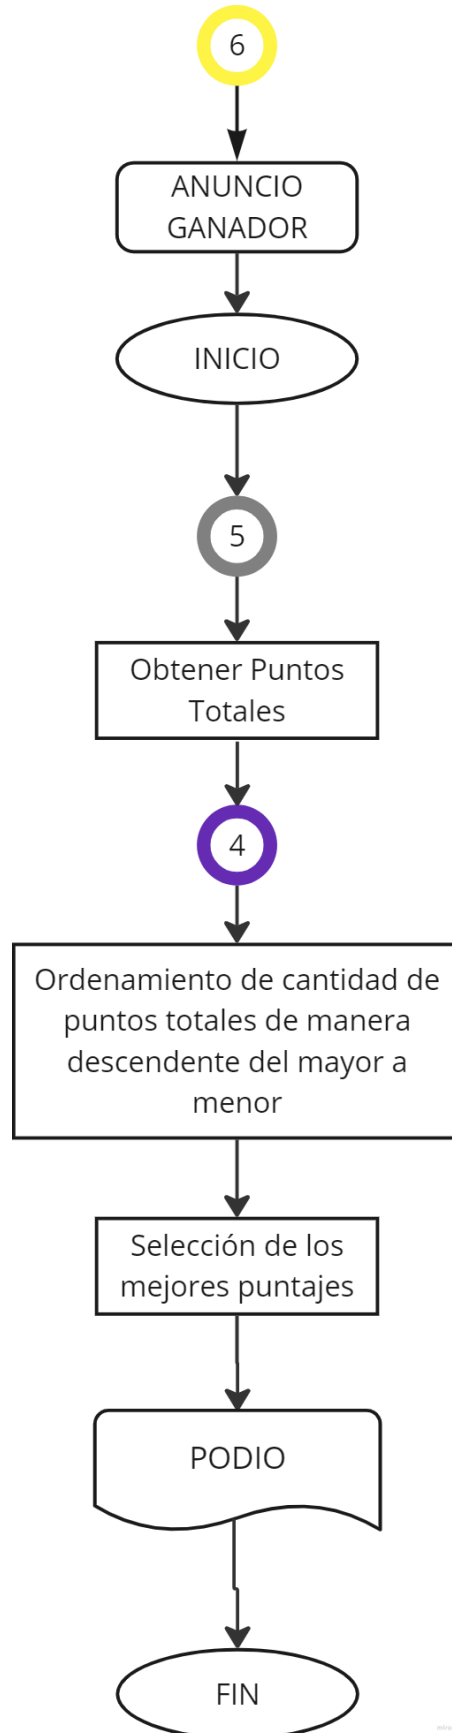 6
ANUNCIO
GANADOR
INICIO
5
Obtener Puntos
Totales
4
Ordenamiento de cantidad de
puntos totales de manera
descendente del mayor a
menor
Selección de los
mejores puntajes
PODIO
FIN
miro